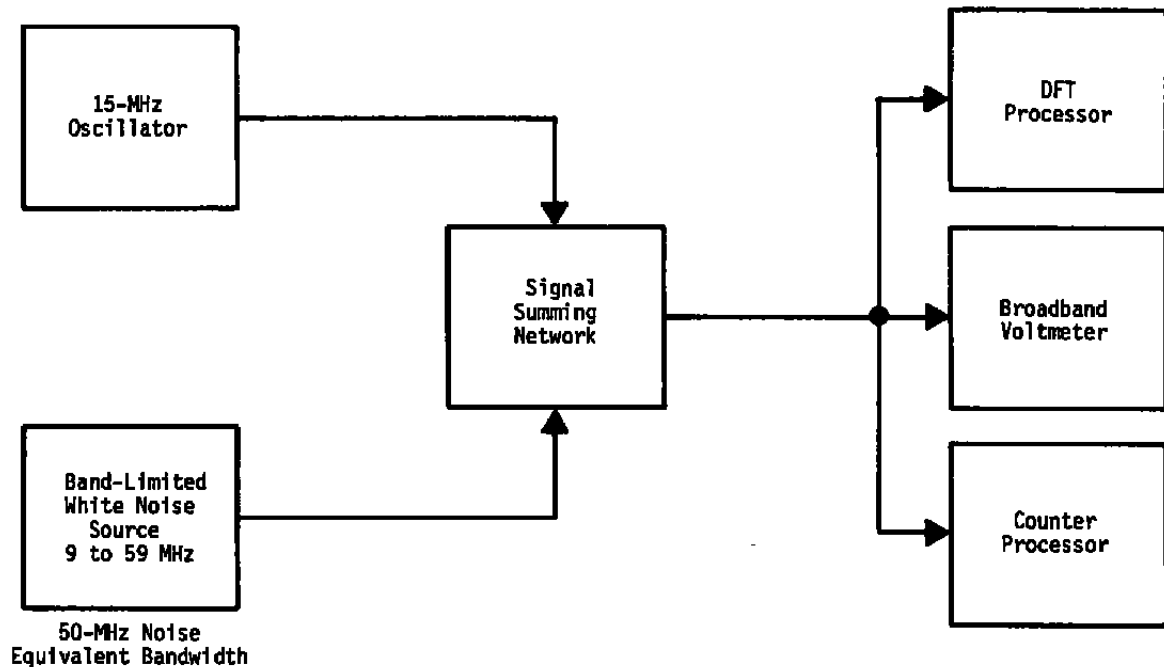 15-MHz
Oscillator
DFT
Processor
Signal
Summing
Network
Broadband
Voltmeter
Band-Limited
White Noise
Source
9 to 59 MHz
Counter
Processor
50-MHz Noise
Equivalent Bandwidth